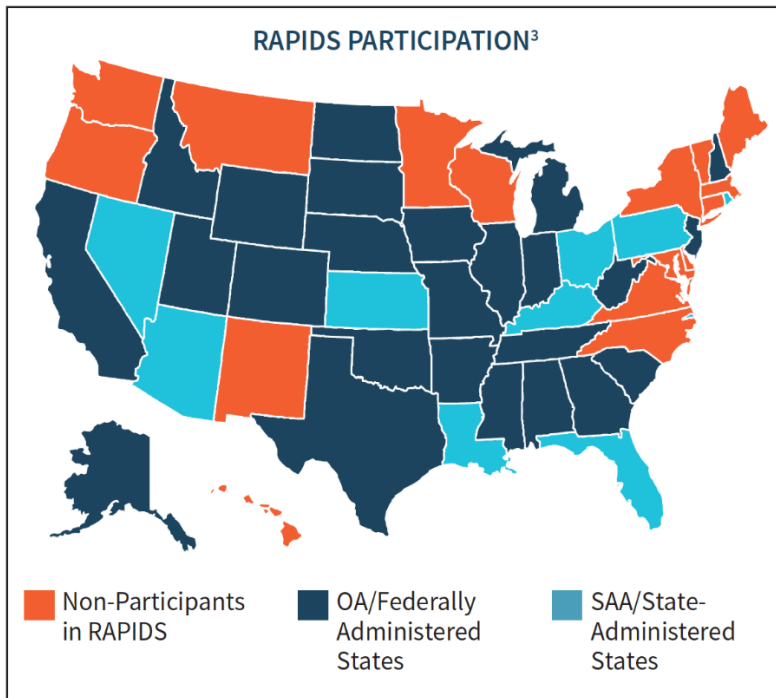 RAPIDS PARTICIPATION³
Non-Participants
in RAPIDS
OA/Federally
Administered
States
SAA/State-
Administered
States